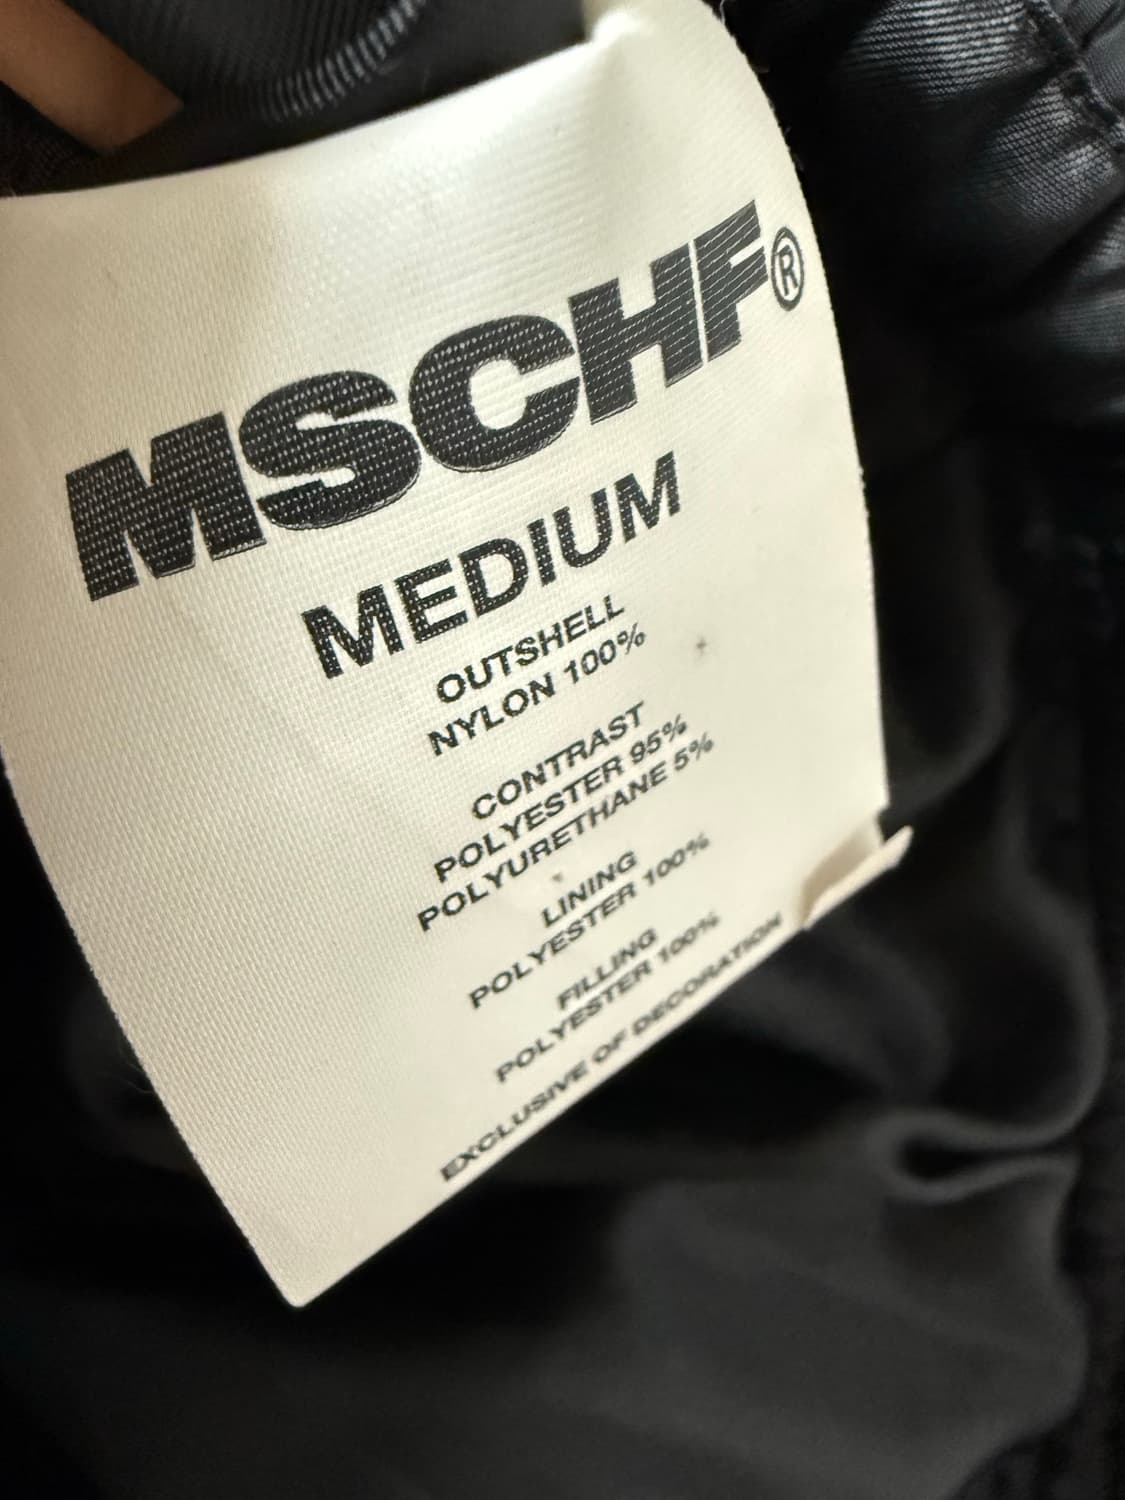 MSCHF®
MEDIUM
OUTSHELL
NYLON 100%
CONTRAST
POLYESTER 95%
POLYURETHANE 5%
LINING
POLYESTER 100%
FILLING
POLYESTER 100%
EXCLUSIVE OF DECORATION